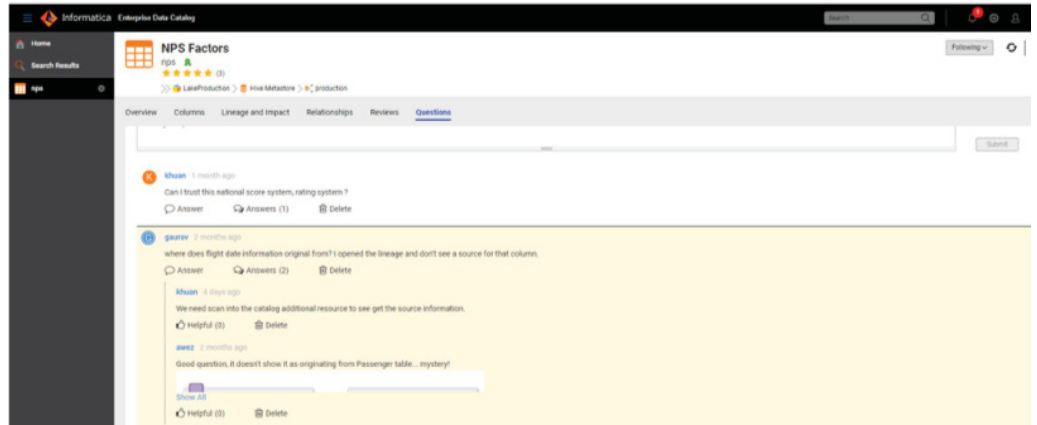 Informatica Enterprise Data Catalog
Search
Home
Search Results
nps
NPS Factors
nps
(3)
LakeProduction > Hive Metastore > production
Following
Overview Columns Lineage and Impact Relationships Reviews Questions
Submit
K khuan 1 month ago
Can I trust this national score system, rating system ?
Answer Answers (1) Delete
G gaurav 2 months ago
where does flight date information original from? I opened the lineage and don't see a source for that column.
Answer Answers (2) Delete
khuan 4 days ago
We need scan into the catalog additional resource to see get the source information.
Helpful (0) Delete
awez 2 months ago
Good question, it doesn't show it as originating from Passenger table... mystery!
Show All
Helpful (0) Delete